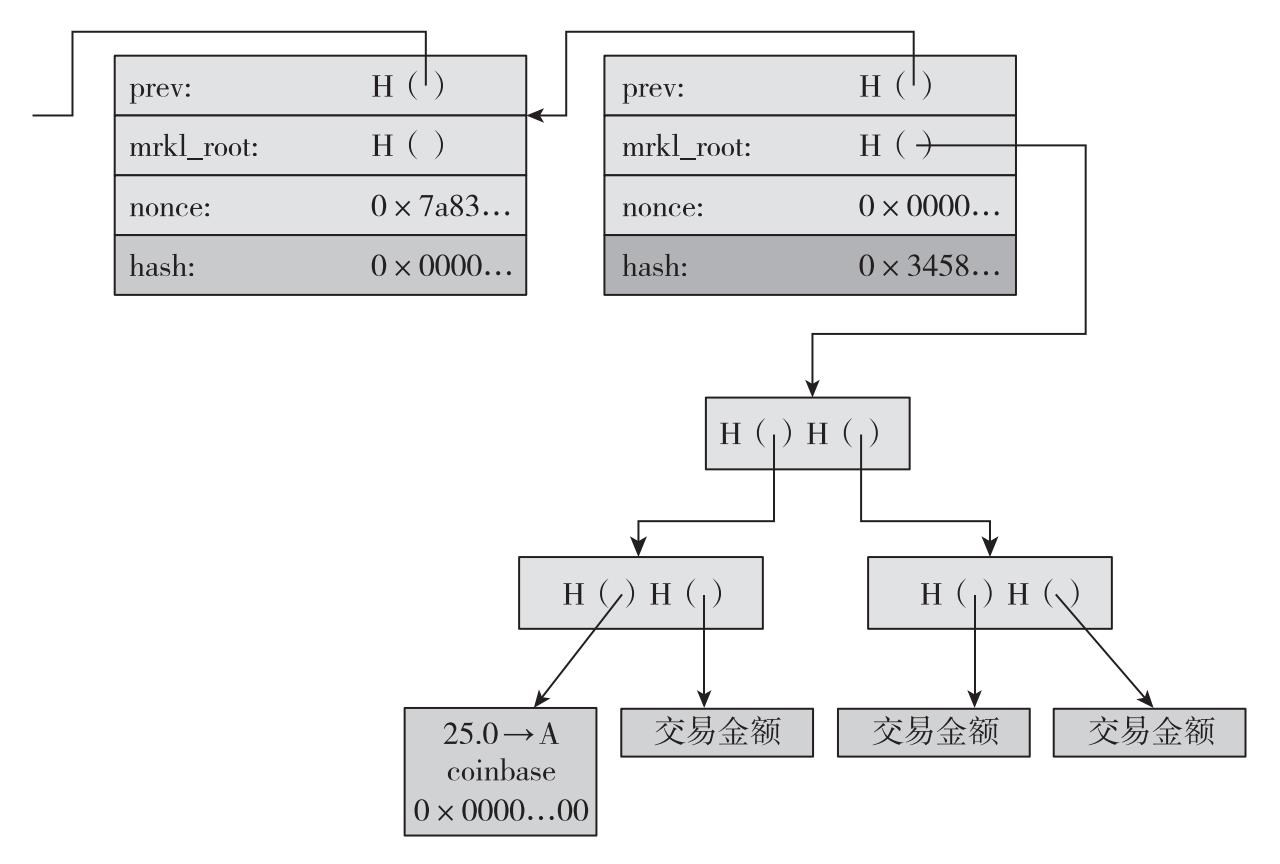 prev: H ( )
mrkl_root: H ( )
nonce: 0 × 7a83…
hash: 0 × 0000…
prev: H ( )
mrkl_root: H ( )
nonce: 0 × 0000…
hash: 0 × 3458…
H ( ) H ( )
H ( ) H ( )
H ( ) H ( )
25.0→A
coinbase
0 × 0000…00
交易金额
交易金额
交易金额